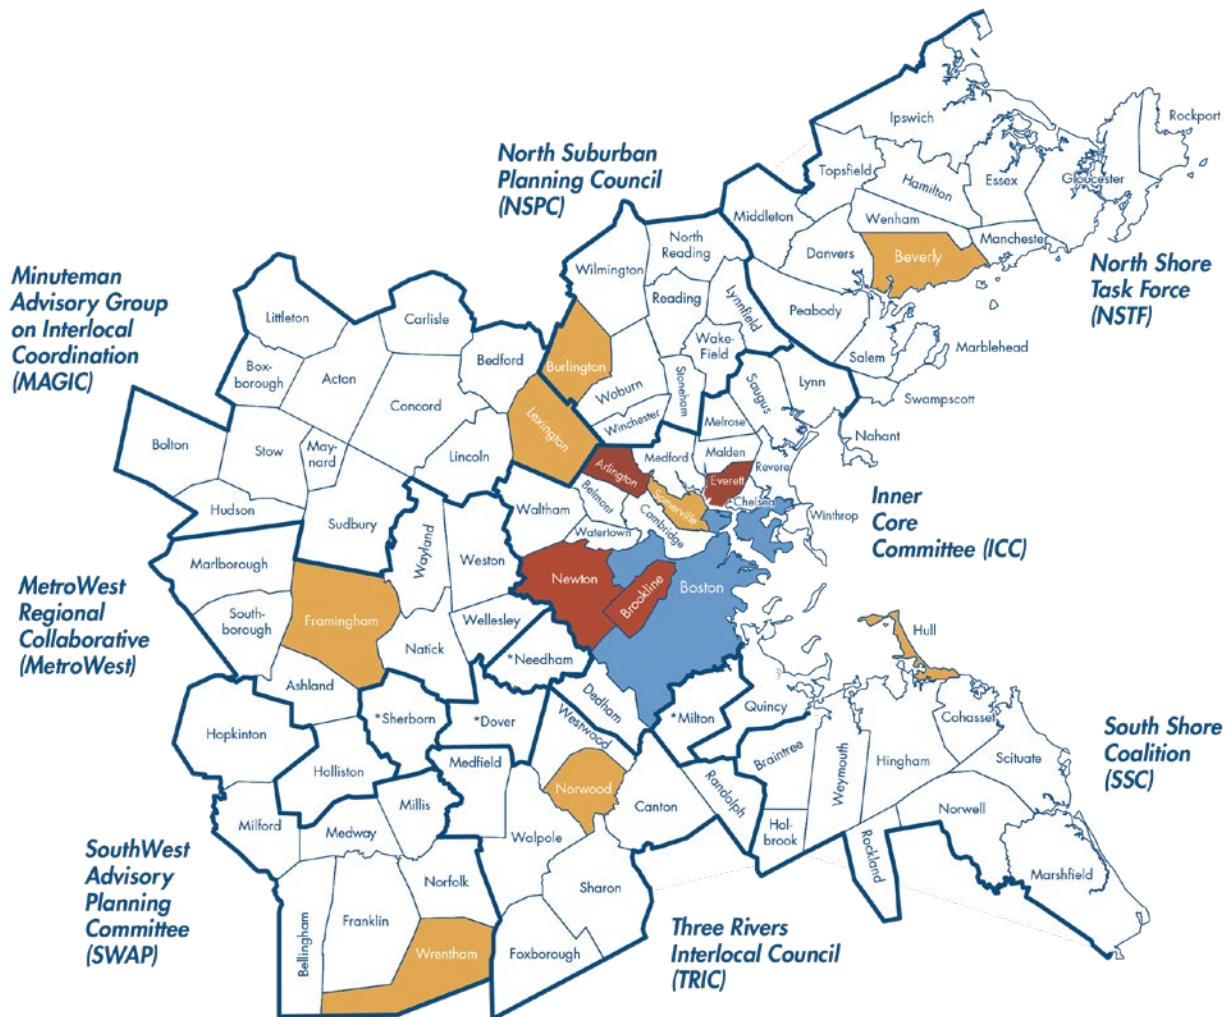 Ipswich
Rockport
North Suburban
Planning Council
(NSPC)
Topsfield
Hamilton
Essex
Gloucester
Middleton
Wenham
Manchester
North
Reading
Danvers
Beverly
North Shore
Task Force
(NSTF)
Minuteman
Advisory Group
on Interlocal
Coordination
(MAGIC)
Wilmington
Reading
Lynnfield
Peabody
Littleton
Carlisle
Wake-
Field
Salem
Marblehead
Bedford
Burlington
Box-
borough
Acton
Woburn
Stoneham
Saugus
Lynn
Swampscott
Concord
Lexington
Winchester
Melrose
Nahant
Bolton
Stow
May-
nard
Lincoln
Arlington
Medford
Malden
Revere
Everett
Hudson
Sudbury
Waltham
Belmont
Somerville
Chelsea
Winthrop
Inner
Core
Committee (ICC)
Watertown
Cambridge
Marlborough
Wayland
Weston
Newton
Brookline
Boston
MetroWest
Regional
Collaborative
(MetroWest)
South-
borough
Framingham
Natick
Wellesley
*Needham
Hull
Ashland
*Sherborn
*Dover
Dedham
*Milton
Quincy
Cohasset
Hopkinton
Westwood
South Shore
Coalition
(SSC)
Holliston
Medfield
Norwood
Braintree
Weymouth
Hingham
Scituate
Millis
Canton
Randolph
Norwell
Milford
Medway
Walpole
Hol-
brook
Rockland
SouthWest
Advisory
Planning
Committee
(SWAP)
Norfolk
Sharon
Marshfield
Franklin
Bellingham
Wrentham
Foxborough
Three Rivers
Interlocal Council
(TRIC)